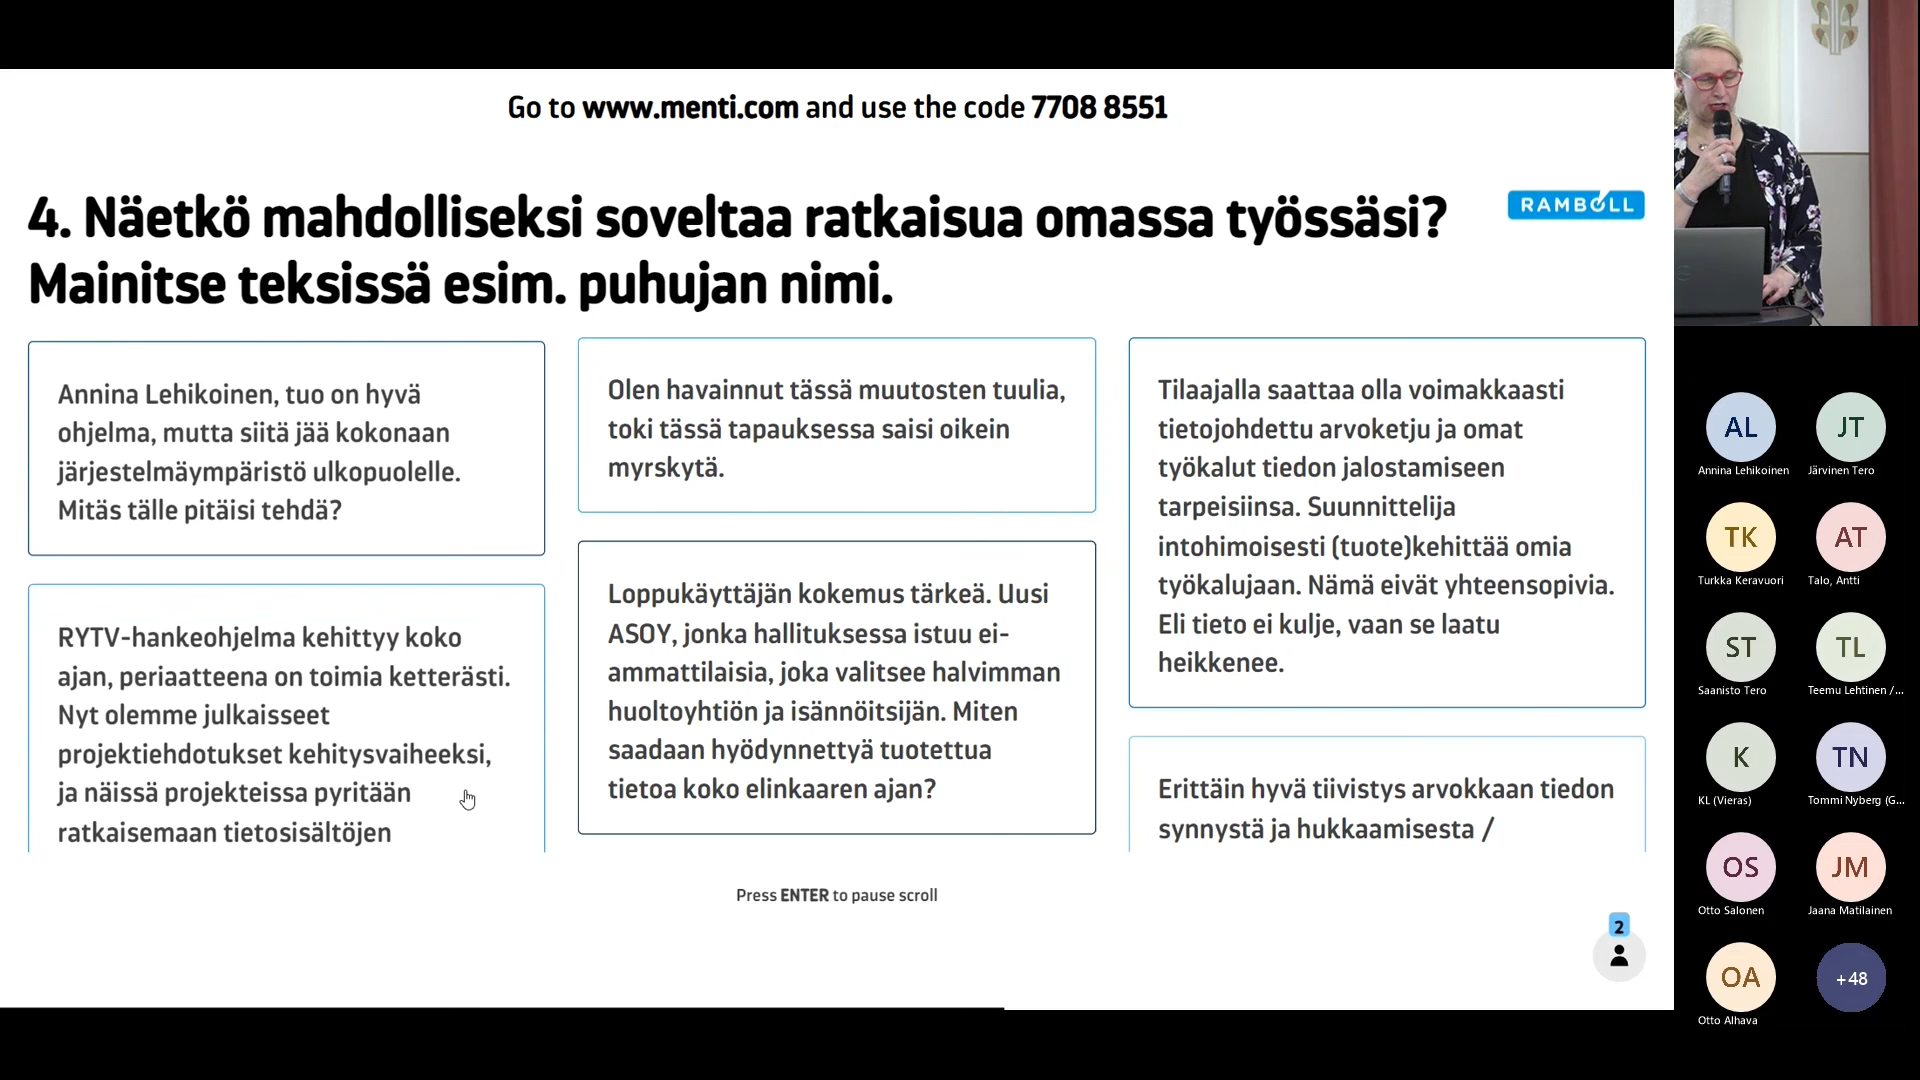 Go to www.menti.com and use the code 7708 8551
4. Näetkö mahdolliseksi soveltaa ratkaisua omassa työssäsi?
Mainitse teksissä esim. puhujan nimi.
RAMBOLL
Annina Lehikoinen, tuo on hyvä
ohjelma, mutta siitä jää kokonaan
järjestelmäympäristö ulkopuolelle.
Mitäs tälle pitäisi tehdä?
RYTV-hankeohjelma kehittyy koko
ajan, periaatteena on toimia ketterästi.
Nyt olemme julkaisseet
projektiehdotukset kehitysvaiheeksi,
ja näissä projekteissa pyritään
ratkaisemaan tietosisältöjen
Olen havainnut tässä muutosten tuulia,
toki tässä tapauksessa saisi oikein
myrskytä.
Loppukäyttäjän kokemus tärkeä. Uusi
ASOY, jonka hallituksessa istuu ei-
ammattilaisia, joka valitsee halvimman
huoltoyhtiön ja isännöitsijän. Miten
saadaan hyödynnettyä tuotettua
tietoa koko elinkaaren ajan?
Tilaajalla saattaa olla voimakkaasti
tietojohdettu arvoketju ja omat
työkalut tiedon jalostamiseen
tarpeisiinsa. Suunnittelija
intohimoisesti (tuote)kehittää omia
työkalujaan. Nämä eivät yhteensopivia.
Eli tieto ei kulje, vaan se laatu
heikkenee.
Erittäin hyvä tiivistys arvokkaan tiedon
synnystä ja hukkaamisesta /
Press ENTER to pause scroll
2
AL
Annina Lehikoinen
JT
Järvinen Tero
TK
Turkka Keravuori
AT
Talo, Antti
ST
Saanisto Tero
TL
Teemu Lehtinen /...
K
KL (Vieras)
TN
Tommi Nyberg (G...
OS
Otto Salonen
JM
Jaana Matilainen
OA
Otto Alhava
+48